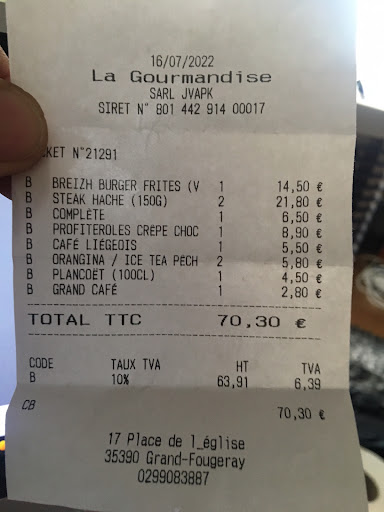 16/07/2022
La Gourmandise
SARL JVAPK
SIRET N° 801 442 914 00017
KET N°21291
B BREIZH BURGER FRITES (V 1 14,50 €
B STEAK HACHE (150G) 2 21,80 €
B COMPLÈTE 1 6,50 €
B PROFITEROLES CREPE CHOC 1 8,90 €
B CAFÉ LIÉGEOIS 1 5,50 €
B ORANGINA / ICE TEA PECH 2 5,80 €
B PLANCOËT (100CL) 1 4,50 €
B GRAND CAFÉ 1 2,80 €
TOTAL TTC 70,30 €
CODE TAUX TVA HT TVA
B 10% 63,91 6,39
CB 70,30 €
17 Place de l_église
35390 Grand-Fougeray
0299083887